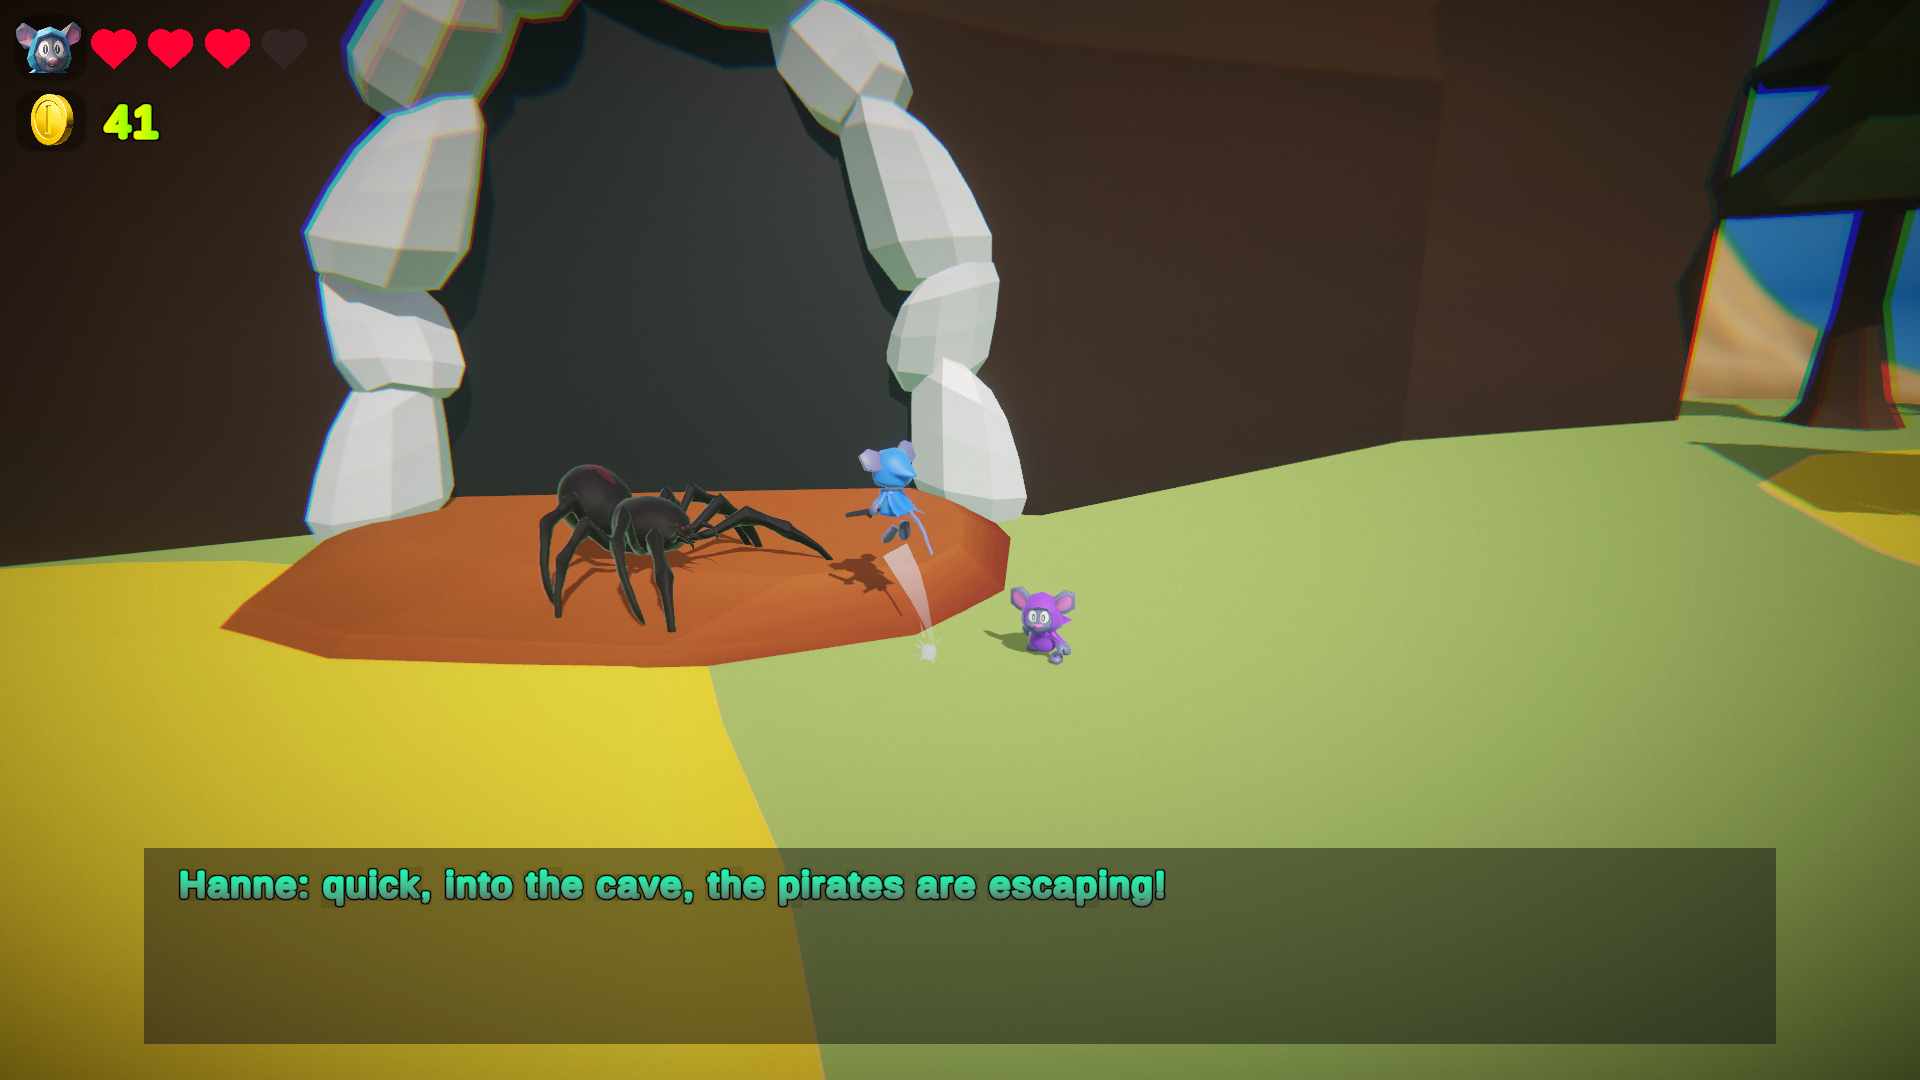 41
Hanne: quick, into the cave, the pirates are escaping!